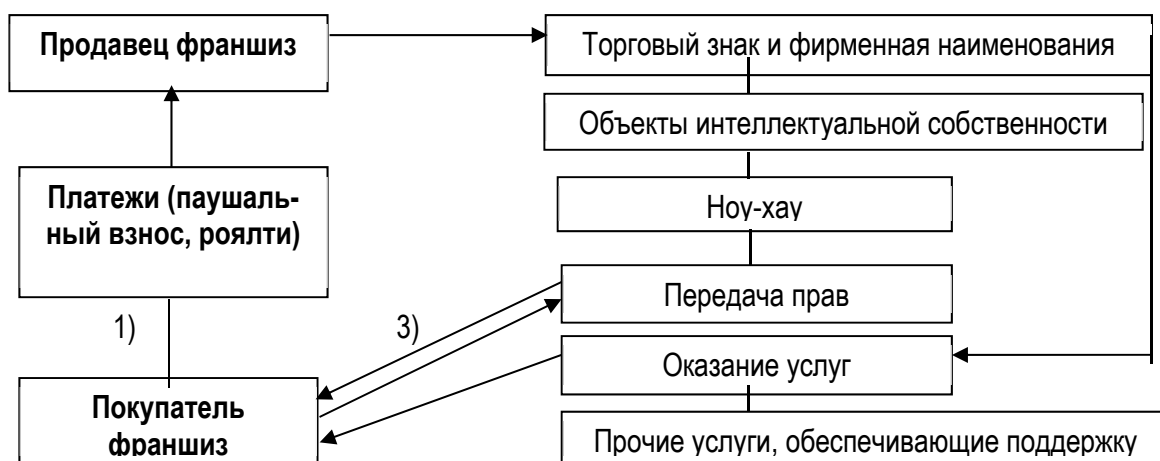 Продавец франшиз
Торговый знак и фирменная наименования
Объекты интеллектуальной собственности
Платежи (паушаль-
ный взнос, роялти)
Ноу-хау
Передача прав
1)
3)
Оказание услуг
Покупатель
франшиз
Прочие услуги, обеспечивающие поддержку